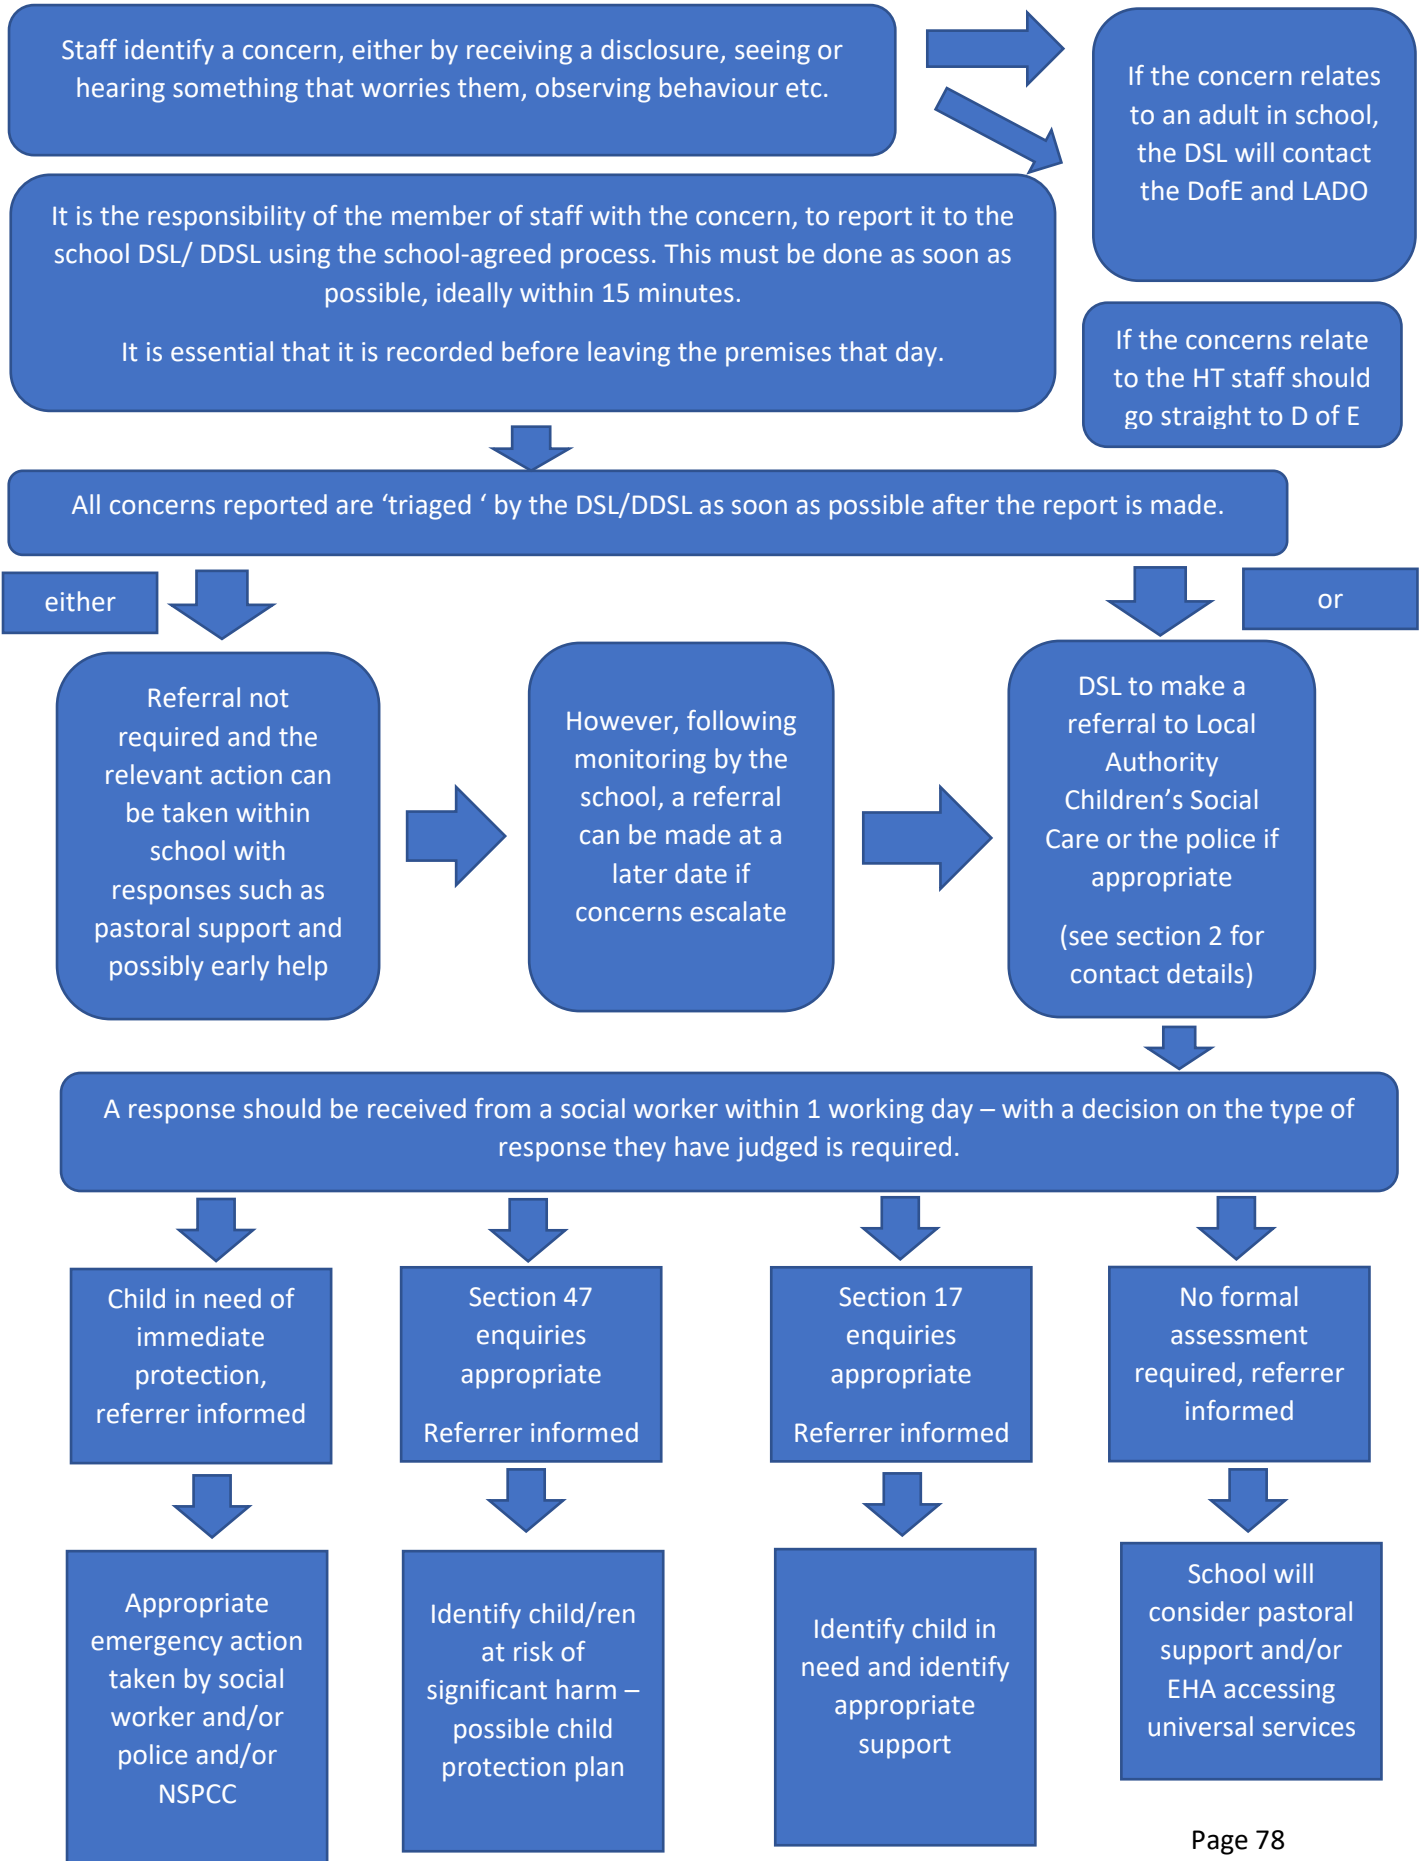 Staff identify a concern, either by receiving a disclosure, seeing or
hearing something that worries them, observing behaviour etc.
If the concern relates
to an adult in school,
the DSL will contact
the DofE and LADO
It is the responsibility of the member of staff with the concern, to report it to the
school DSL/ DDSL using the school-agreed process. This must be done as soon as
possible, ideally within 15 minutes.
It is essential that it is recorded before leaving the premises that day.
If the concerns relate
to the HT staff should
go straight to D of E
All concerns reported are ‘triaged ‘ by the DSL/DDSL as soon as possible after the report is made.
either
or
Referral not
required and the
relevant action can
be taken within
school with
responses such as
pastoral support and
possibly early help
However, following
monitoring by the
school, a referral
can be made at a
later date if
concerns escalate
DSL to make a
referral to Local
Authority
Children’s Social
Care or the police if
appropriate
(see section 2 for
contact details)
A response should be received from a social worker within 1 working day – with a decision on the type of
response they have judged is required.
Child in need of
immediate
protection,
referrer informed
Section 47
enquiries
appropriate
Referrer informed
Section 17
enquiries
appropriate
Referrer informed
No formal
assessment
required, referrer
informed
Appropriate
emergency action
taken by social
worker and/or
police and/or
NSPCC
Identify child/ren
at risk of
significant harm –
possible child
protection plan
Identify child in
need and identify
appropriate
support
School will
consider pastoral
support and/or
EHA accessing
universal services
Page 78